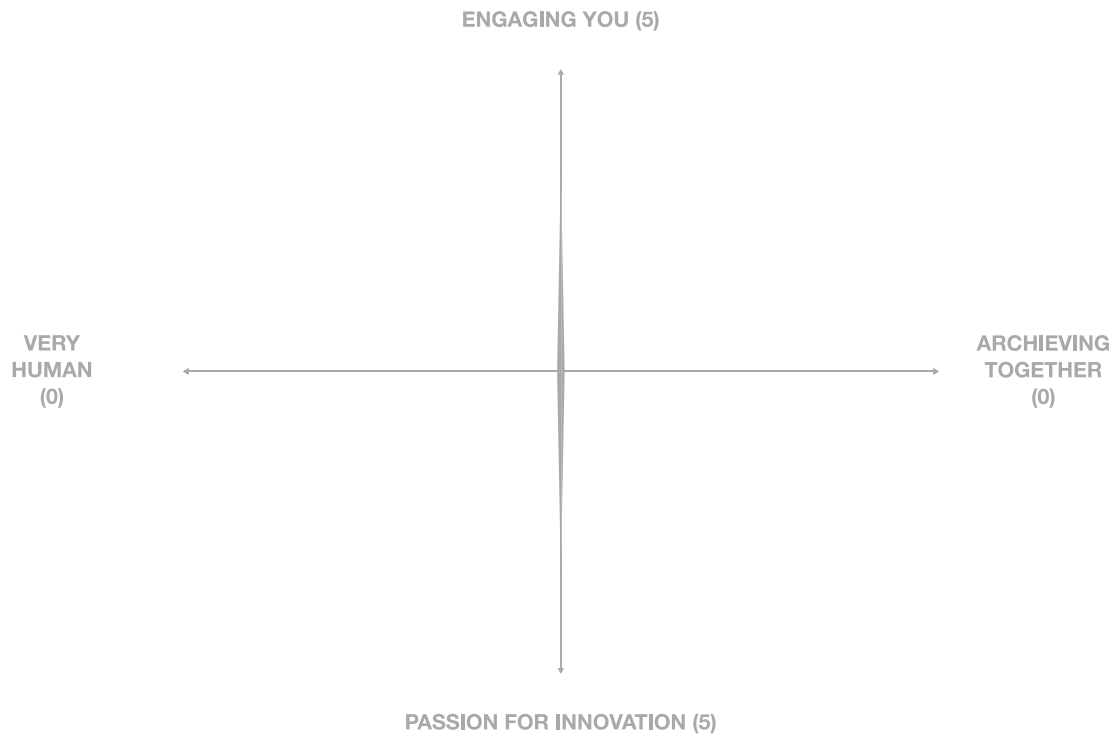 ENGAGING YOU (5)
VERY
HUMAN
(0)
ARCHIEVING
TOGETHER
(0)
PASSION FOR INNOVATION (5)